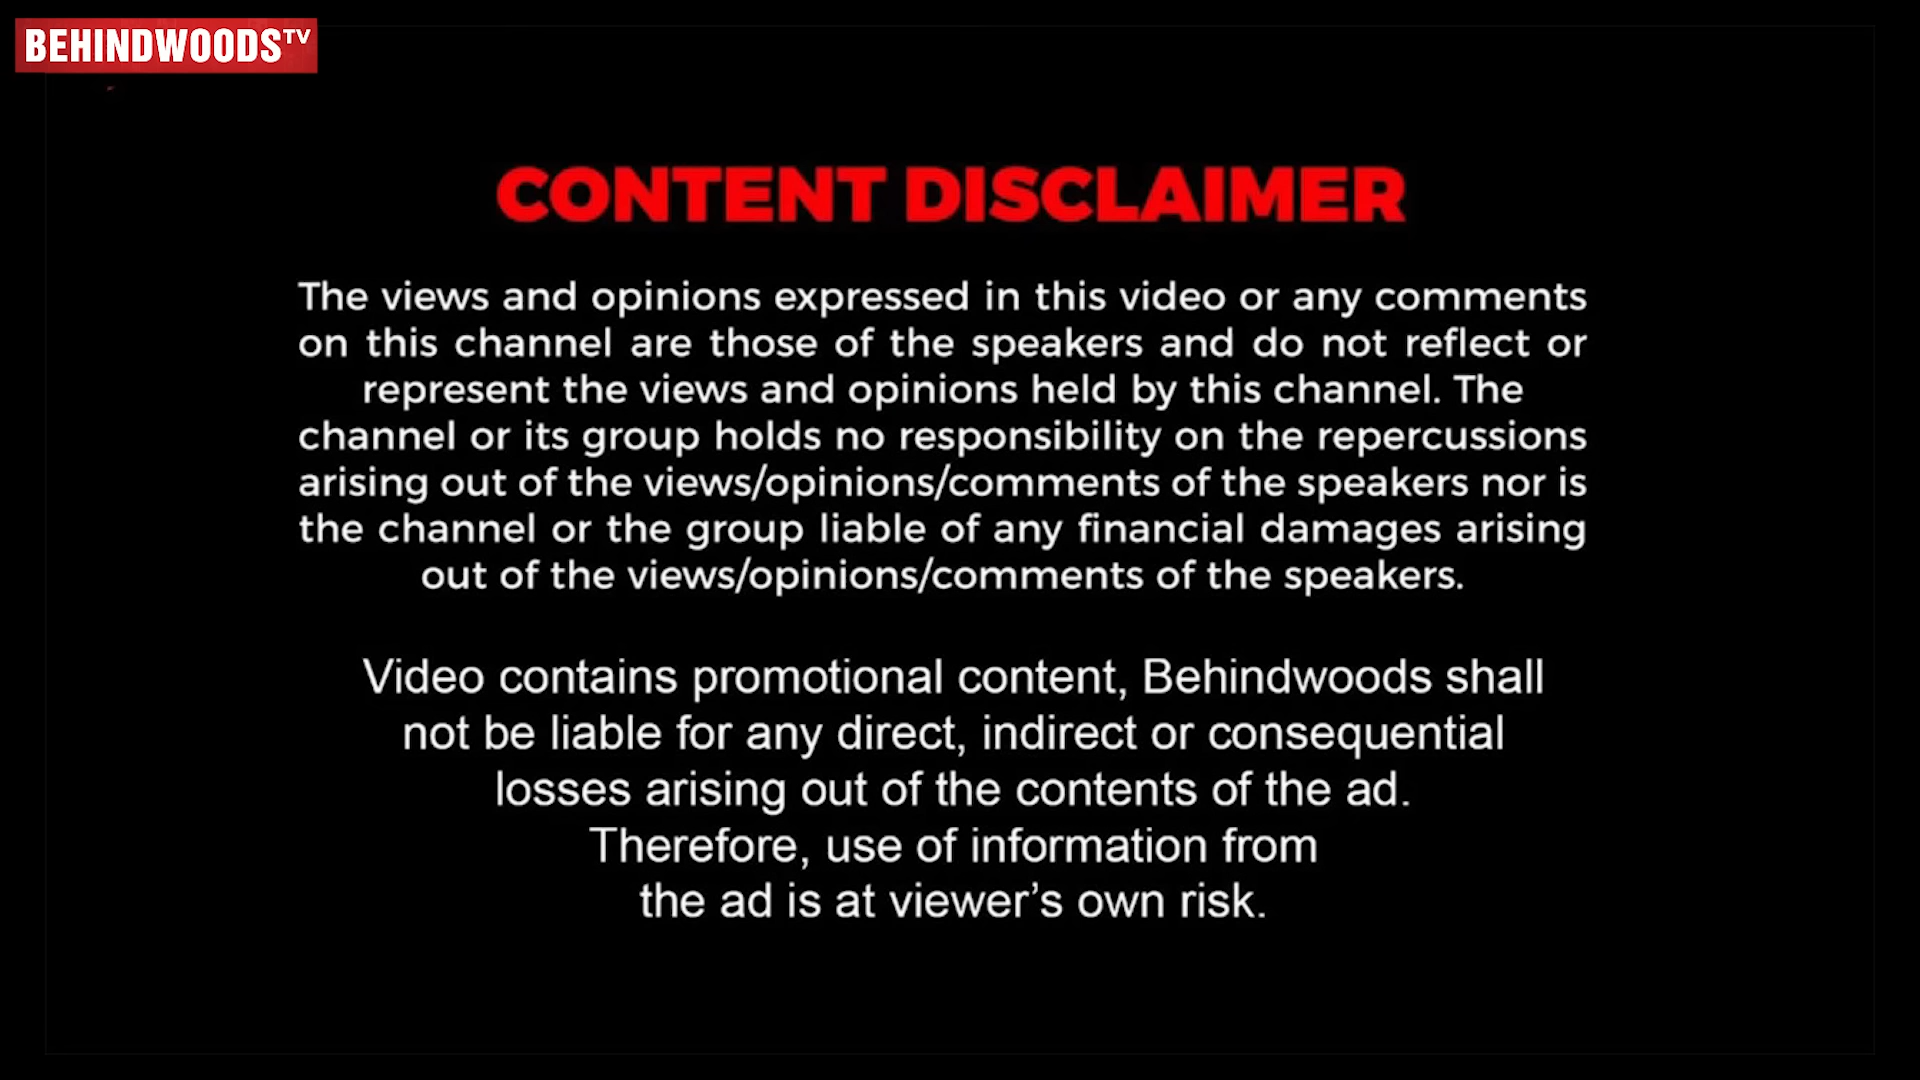 BEHINDWOODS TV
CONTENT DISCLAIMER
The views and opinions expressed in this video or any comments
on this channel are those of the speakers and do not reflect or
represent the views and opinions held by this channel. The
channel or its group holds no responsibility on the repercussions
arising out of the views/opinions/comments of the speakers nor is
the channel or the group liable of any financial damages arising
out of the views/opinions/comments of the speakers.
Video contains promotional content, Behindwoods shall
not be liable for any direct, indirect or consequential
losses arising out of the contents of the ad.
Therefore, use of information from
the ad is at viewer’s own risk.